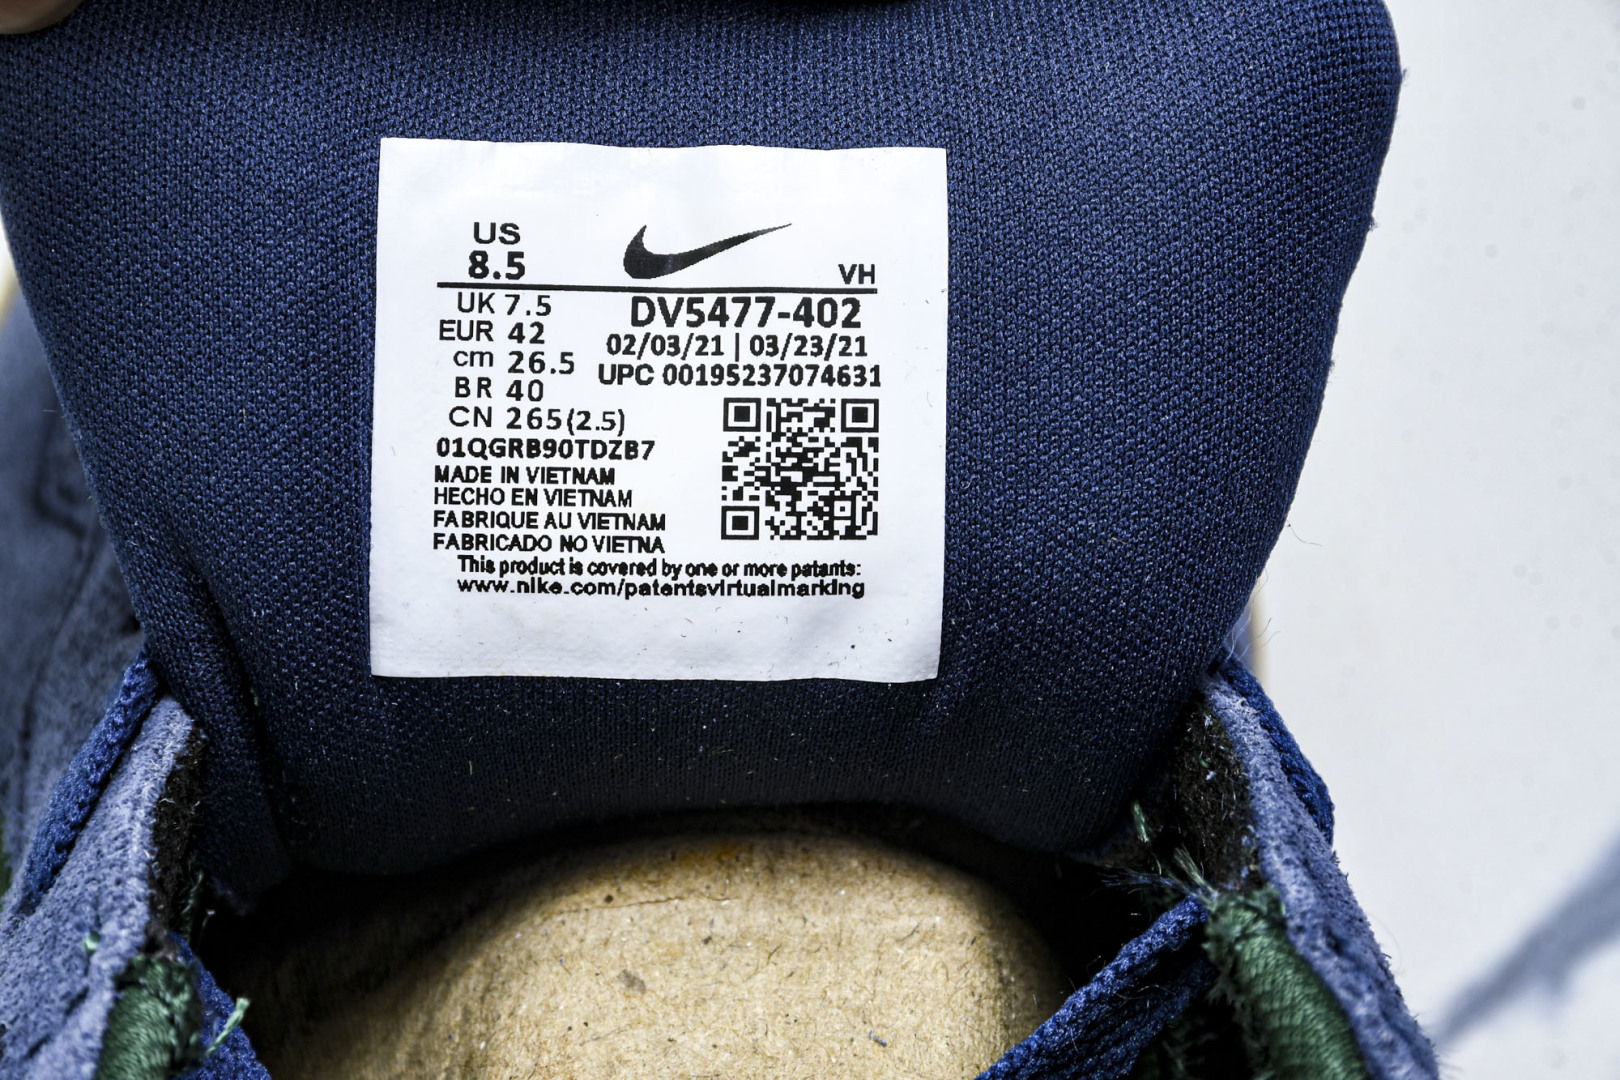 US
8.5
VH
UK 7.5
EUR 42
cm 26.5
BR 40
CN 265(2.5)
DV5477-402
02/03/21 | 03/23/21
UPC 00195237074631
01QGRB90TDZB7
MADE IN VIETNAM
HECHO EN VIETNAM
FABRIQUE AU VIETNAM
FABRICADO NO VIETNA
This product is covered by one or more patants:
www.nike.com/patentsvirtualmarking